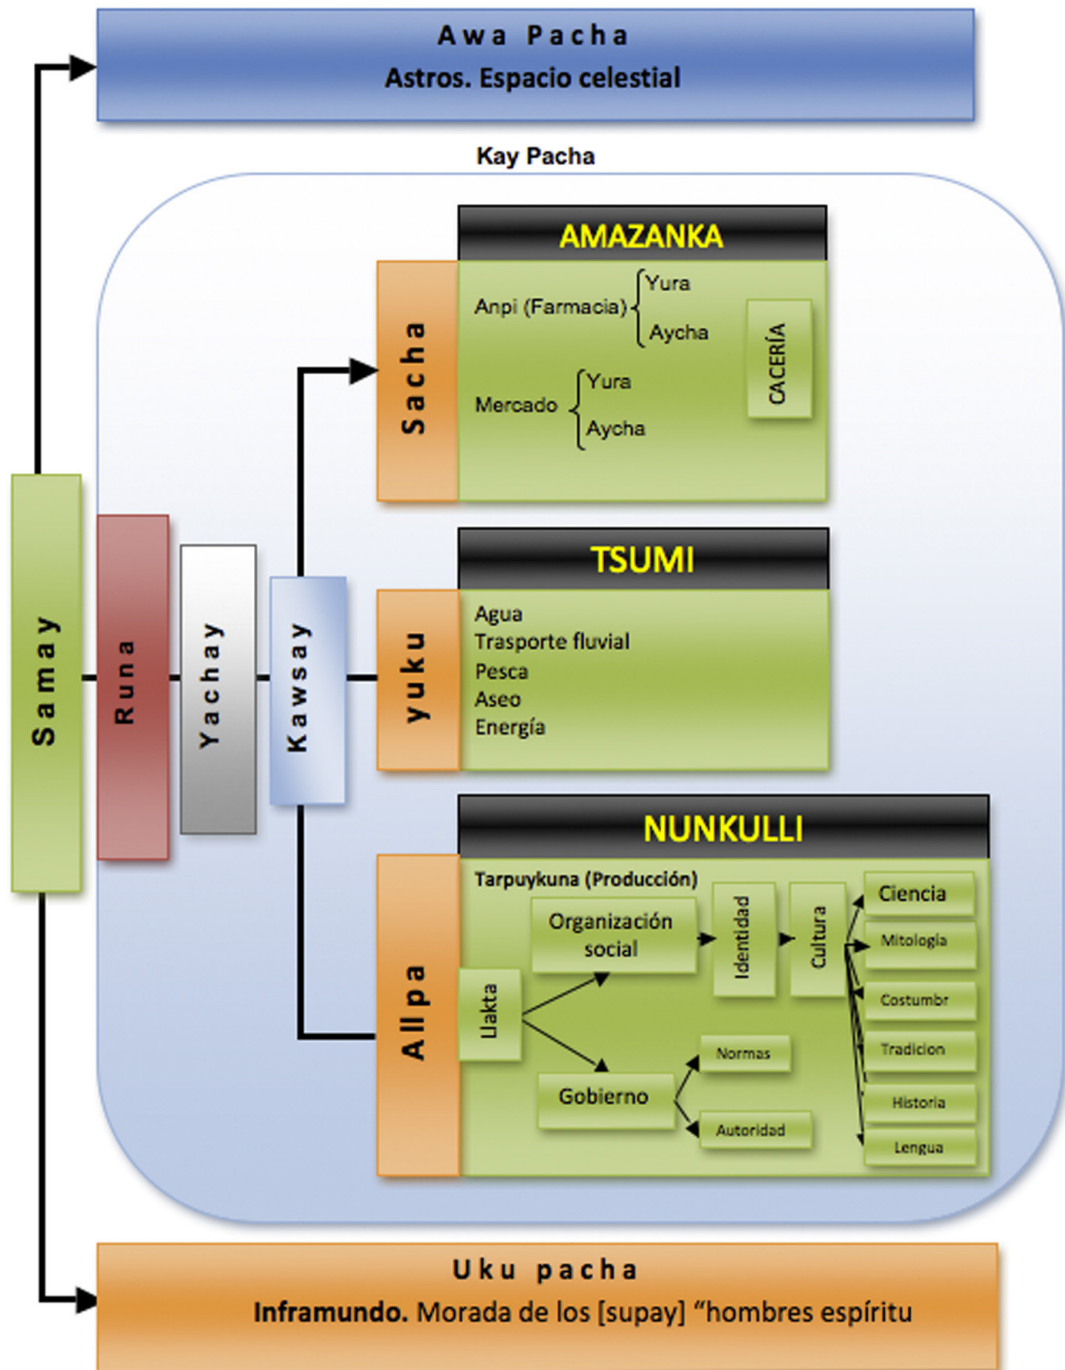 Awa Pacha
Astros. Espacio celestial
Kay Pacha
Samay
Runa
Yachay
Kawsay
Sacha
AMAZANKA
Anpi (Farmacia)
Yura
Aycha
Mercado
Yura
Aycha
CACERÍA
yuku
TSUMI
Agua
Trasporte fluvial
Pesca
Aseo
Energía
Allpa
NUNKULLI
Tarpuykuna (Producción)
Llakta
Organización
social
Identidad
Cultura
Ciencia
Mitología
Costumbr
Tradicion
Historia
Lengua
Gobierno
Normas
Autoridad
Uku pacha
Inframundo. Morada de los [supay] “hombres espíritu